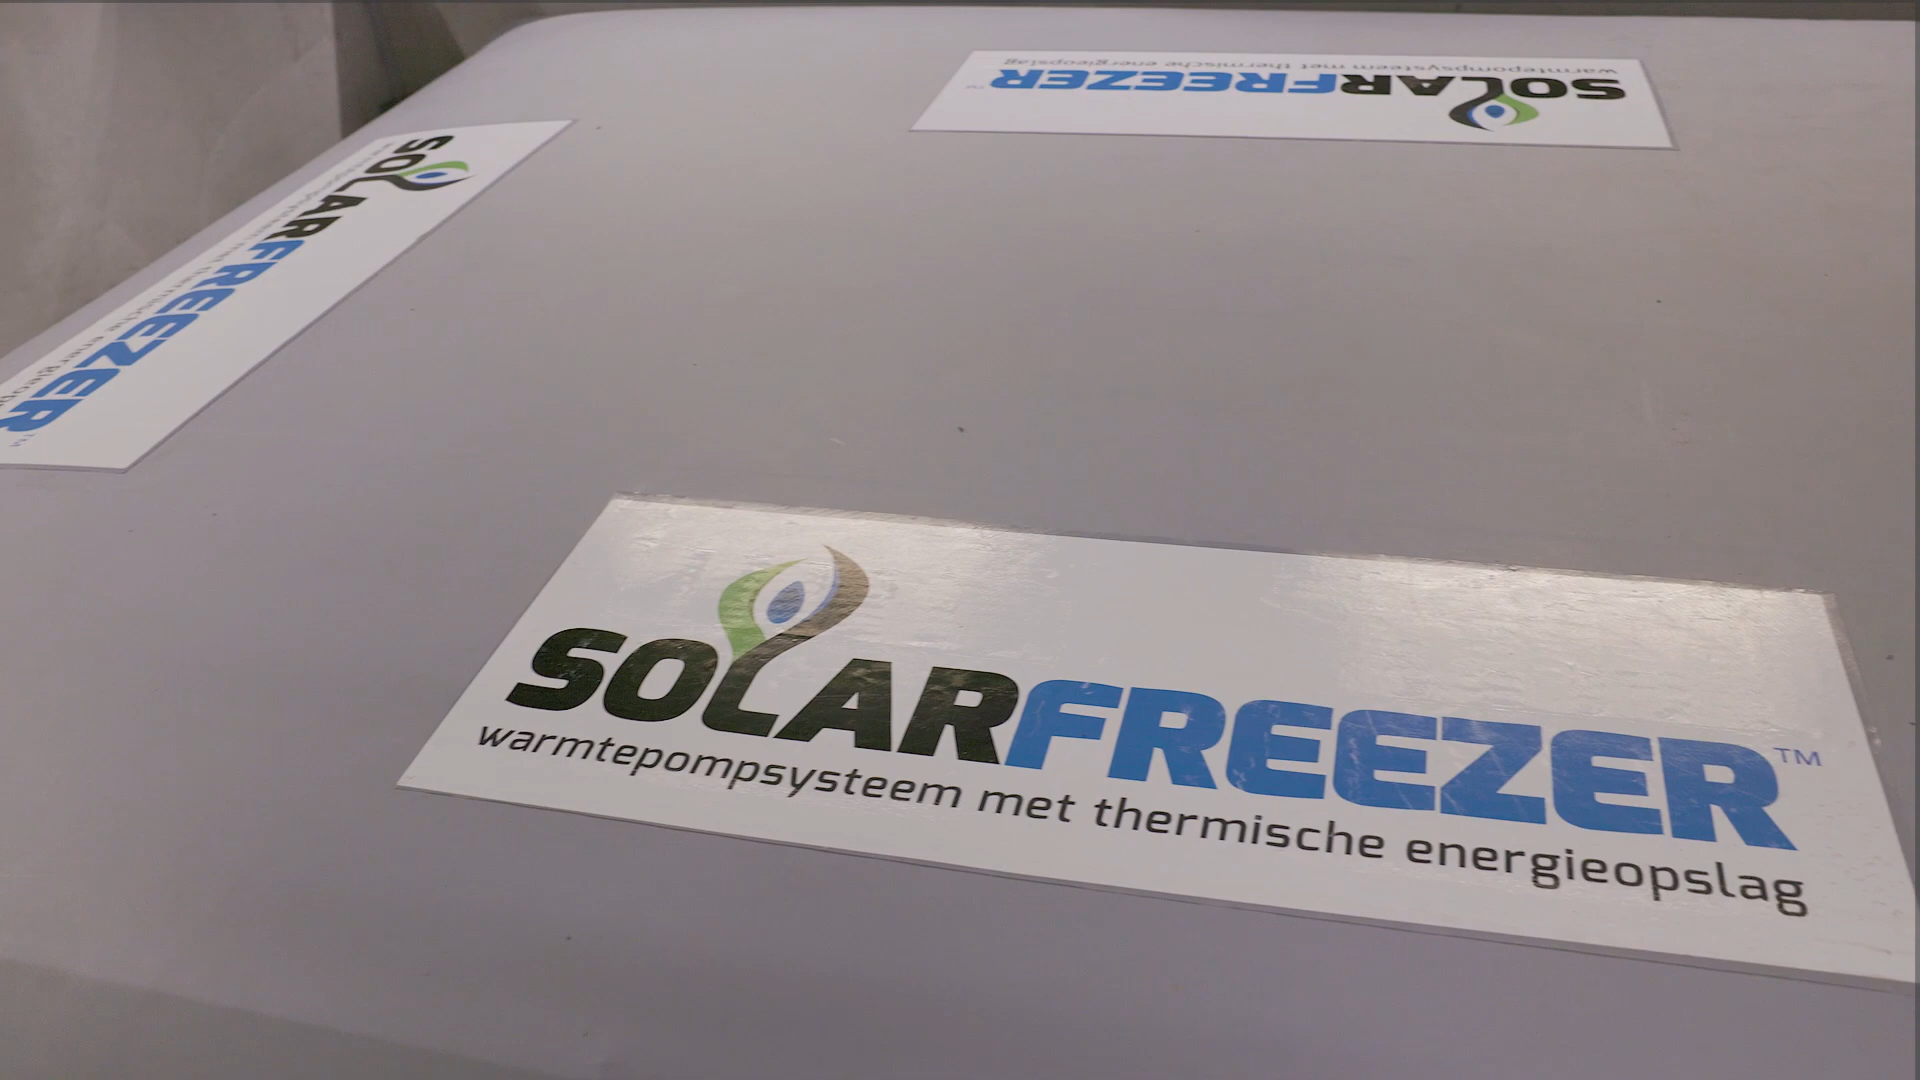 SOLARFREEZER™
warmtepompsysteem met thermische energieopslag
SOLARFREEZER™
warmtepompsysteem met thermische energieopslag
SOLARFREEZER™